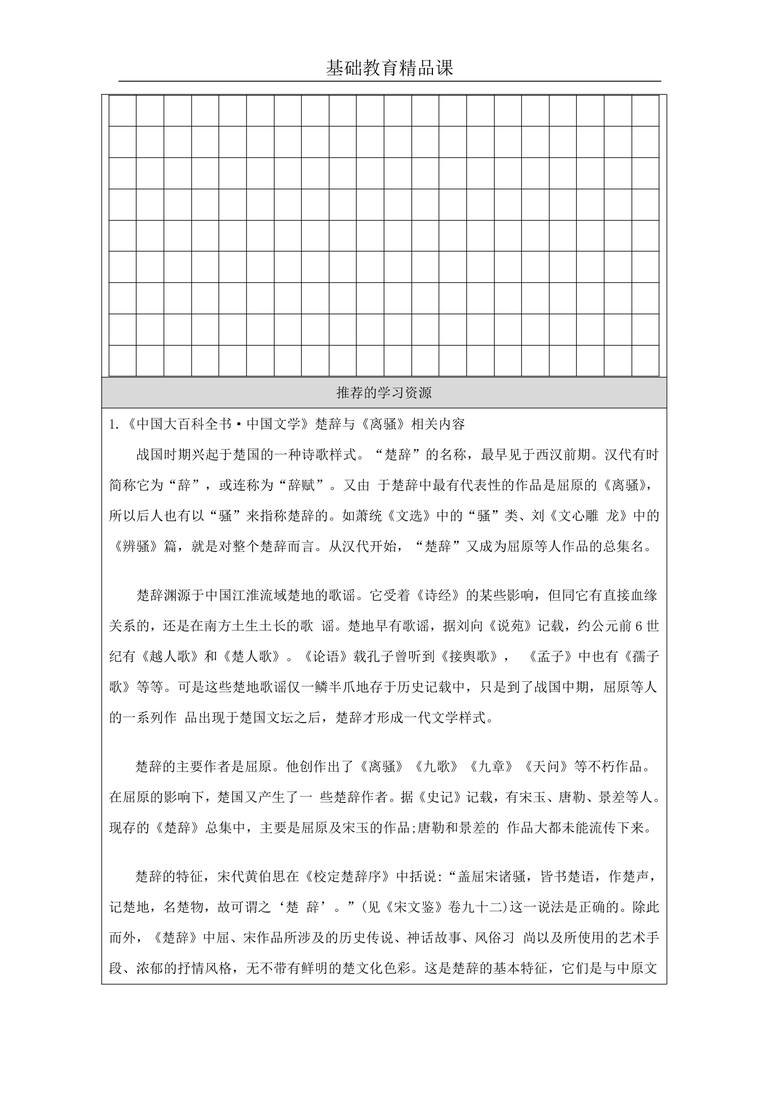 基础教育精品课
推荐的学习资源
1.《中国大百科全书·中国文学》楚辞与《离骚》相关内容
战国时期兴起于楚国的一种诗歌样式。“楚辞”的名称，最早见于西汉前期。汉代有时
简称它为“辞”，或连称为“辞赋”。又由 于楚辞中最有代表性的作品是屈原的《离骚》，
所以后人也有以“骚”来指称楚辞的。如萧统《文选》中的“骚”类、刘《文心雕 龙》中的
《辨骚》篇，就是对整个楚辞而言。从汉代开始，“楚辞”又成为屈原等人作品的总集名。
楚辞渊源于中国江淮流域楚地的歌谣。它受着《诗经》的某些影响，但同它有直接血缘
关系的，还是在南方土生土长的歌 谣。楚地早有歌谣，据刘向《说苑》记载，约公元前 6 世
纪有《越人歌》和《楚人歌》。《论语》载孔子曾听到《接舆歌》， 《孟子》中也有《孺子
歌》等等。可是这些楚地歌谣仅一鳞半爪地存于历史记载中，只是到了战国中期，屈原等人
的一系列作 品出现于楚国文坛之后，楚辞才形成一代文学样式。
楚辞的主要作者是屈原。他创作出了《离骚》《九歌》《九章》《天问》等不朽作品。
在屈原的影响下，楚国又产生了一 些楚辞作者。据《史记》记载，有宋玉、唐勒、景差等人。
现存的《楚辞》总集中，主要是屈原及宋玉的作品;唐勒和景差的 作品大都未能流传下来。
楚辞的特征，宋代黄伯思在《校定楚辞序》中括说:“盖屈宋诸骚，皆书楚语，作楚声，
记楚地，名楚物，故可谓之‘楚 辞’。”(见《宋文鉴》卷九十二)这一说法是正确的。除此
而外，《楚辞》中屈、宋作品所涉及的历史传说、神话故事、风俗习 尚以及所使用的艺术手
段、浓郁的抒情风格，无不带有鲜明的楚文化色彩。这是楚辞的基本特征，它们是与中原文